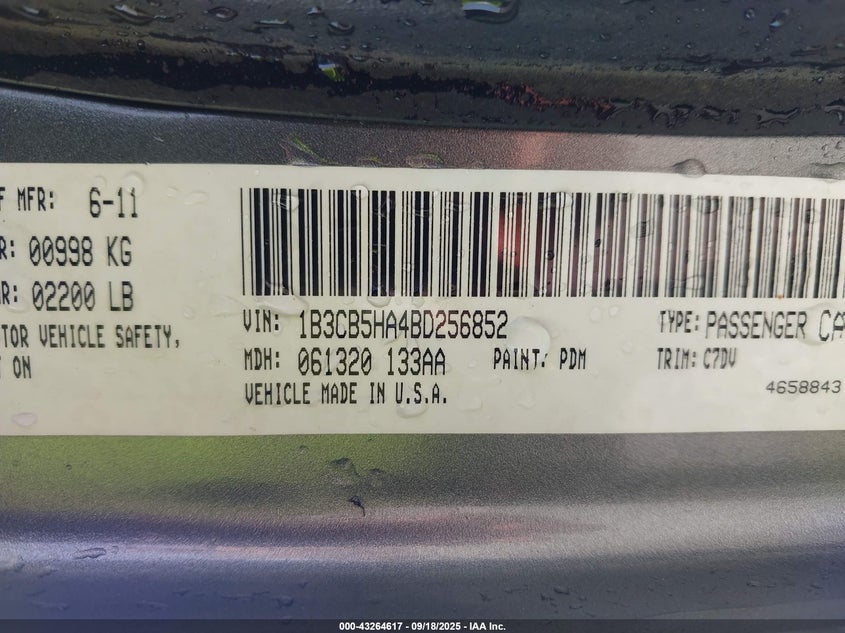 F MFR: 6-11
R: 00998 KG
R: 02200 LB
TOR VEHICLE SAFETY,
T ON
VIN: 1B3CB5HA4BD256852
TYPE: PASSENGER CA
MDH: 061320 133AA PAINT: PDM
TRIM: C7DV
VEHICLE MADE IN U.S.A.
4658843
000-43264617 - 09/18/2025 - IAA Inc.